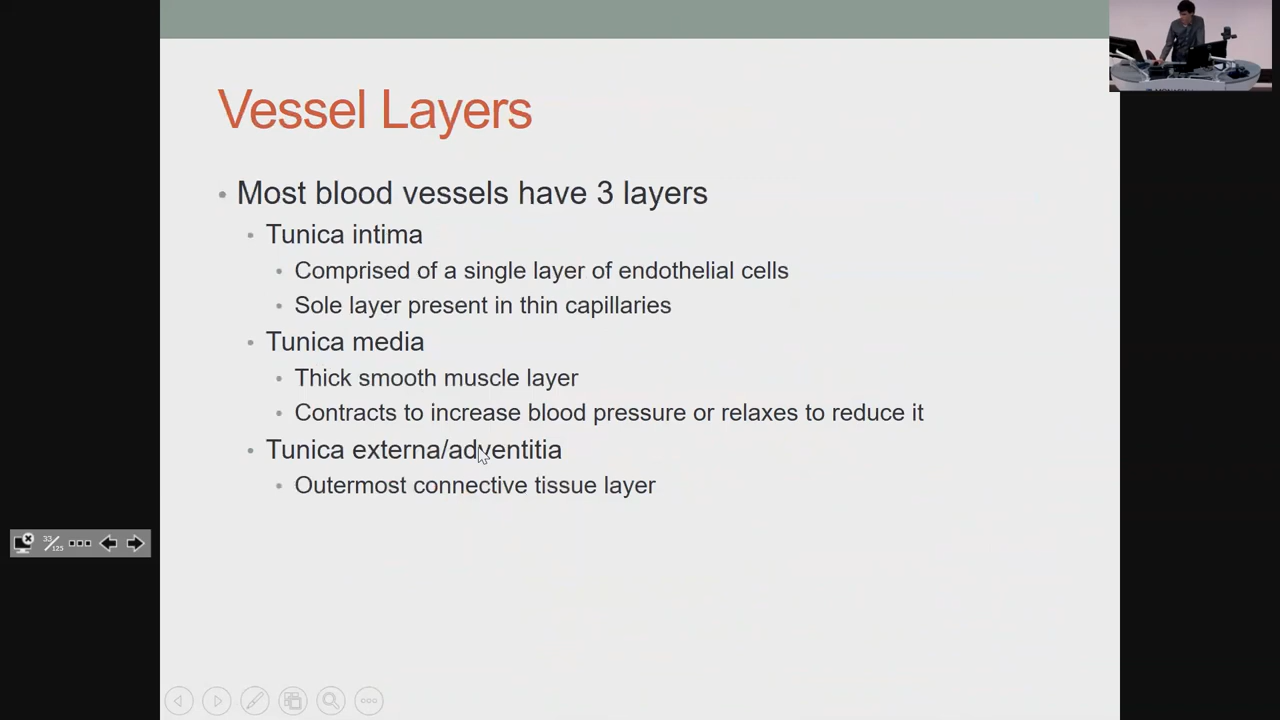 Vessel Layers
• Most blood vessels have 3 layers
• Tunica intima
• Comprised of a single layer of endothelial cells
• Sole layer present in thin capillaries
• Tunica media
• Thick smooth muscle layer
• Contracts to increase blood pressure or relaxes to reduce it
• Tunica externa/adventitia
• Outermost connective tissue layer
33/125